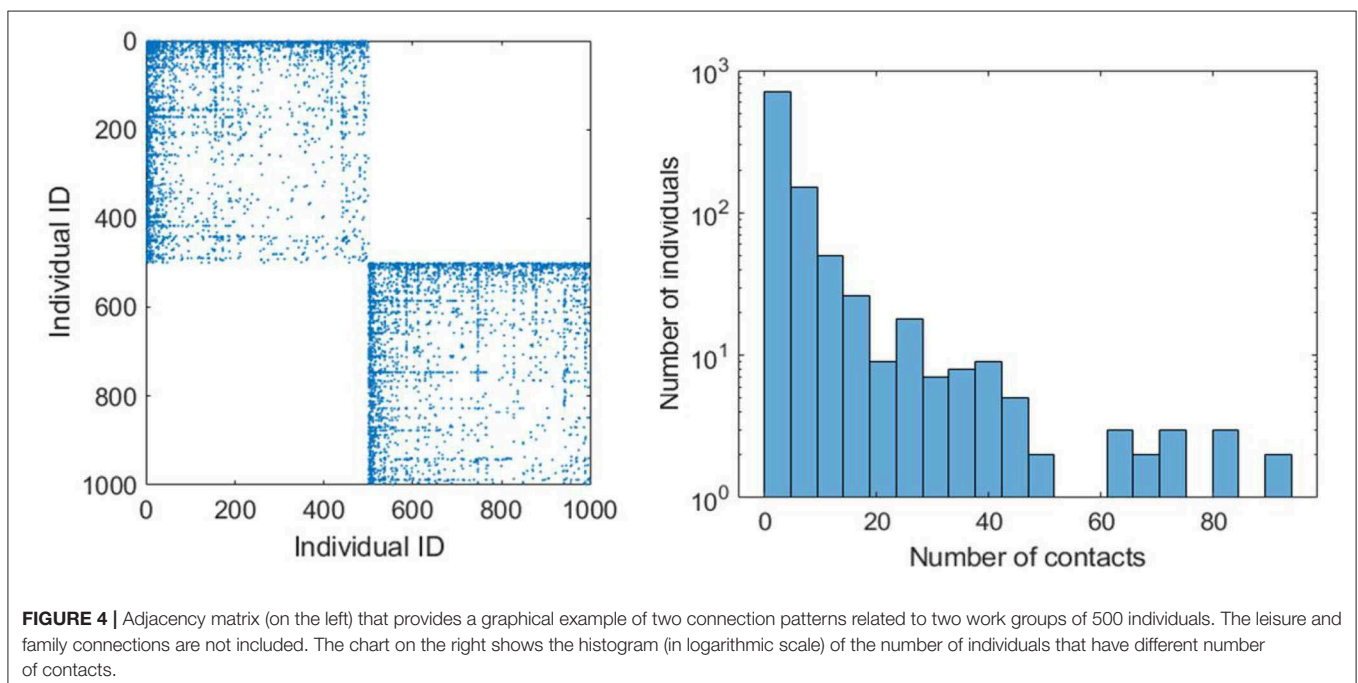 0
200
400
600
800
1000
Individual ID
0 200 400 600 800 1000
Individual ID
10^3
10^2
10^1
10^0
Number of individuals
0 20 40 60 80
Number of contacts
FIGURE 4 | Adjacency matrix (on the left) that provides a graphical example of two connection patterns related to two work groups of 500 individuals. The leisure and
family connections are not included. The chart on the right shows the histogram (in logarithmic scale) of the number of individuals that have different number
of contacts.